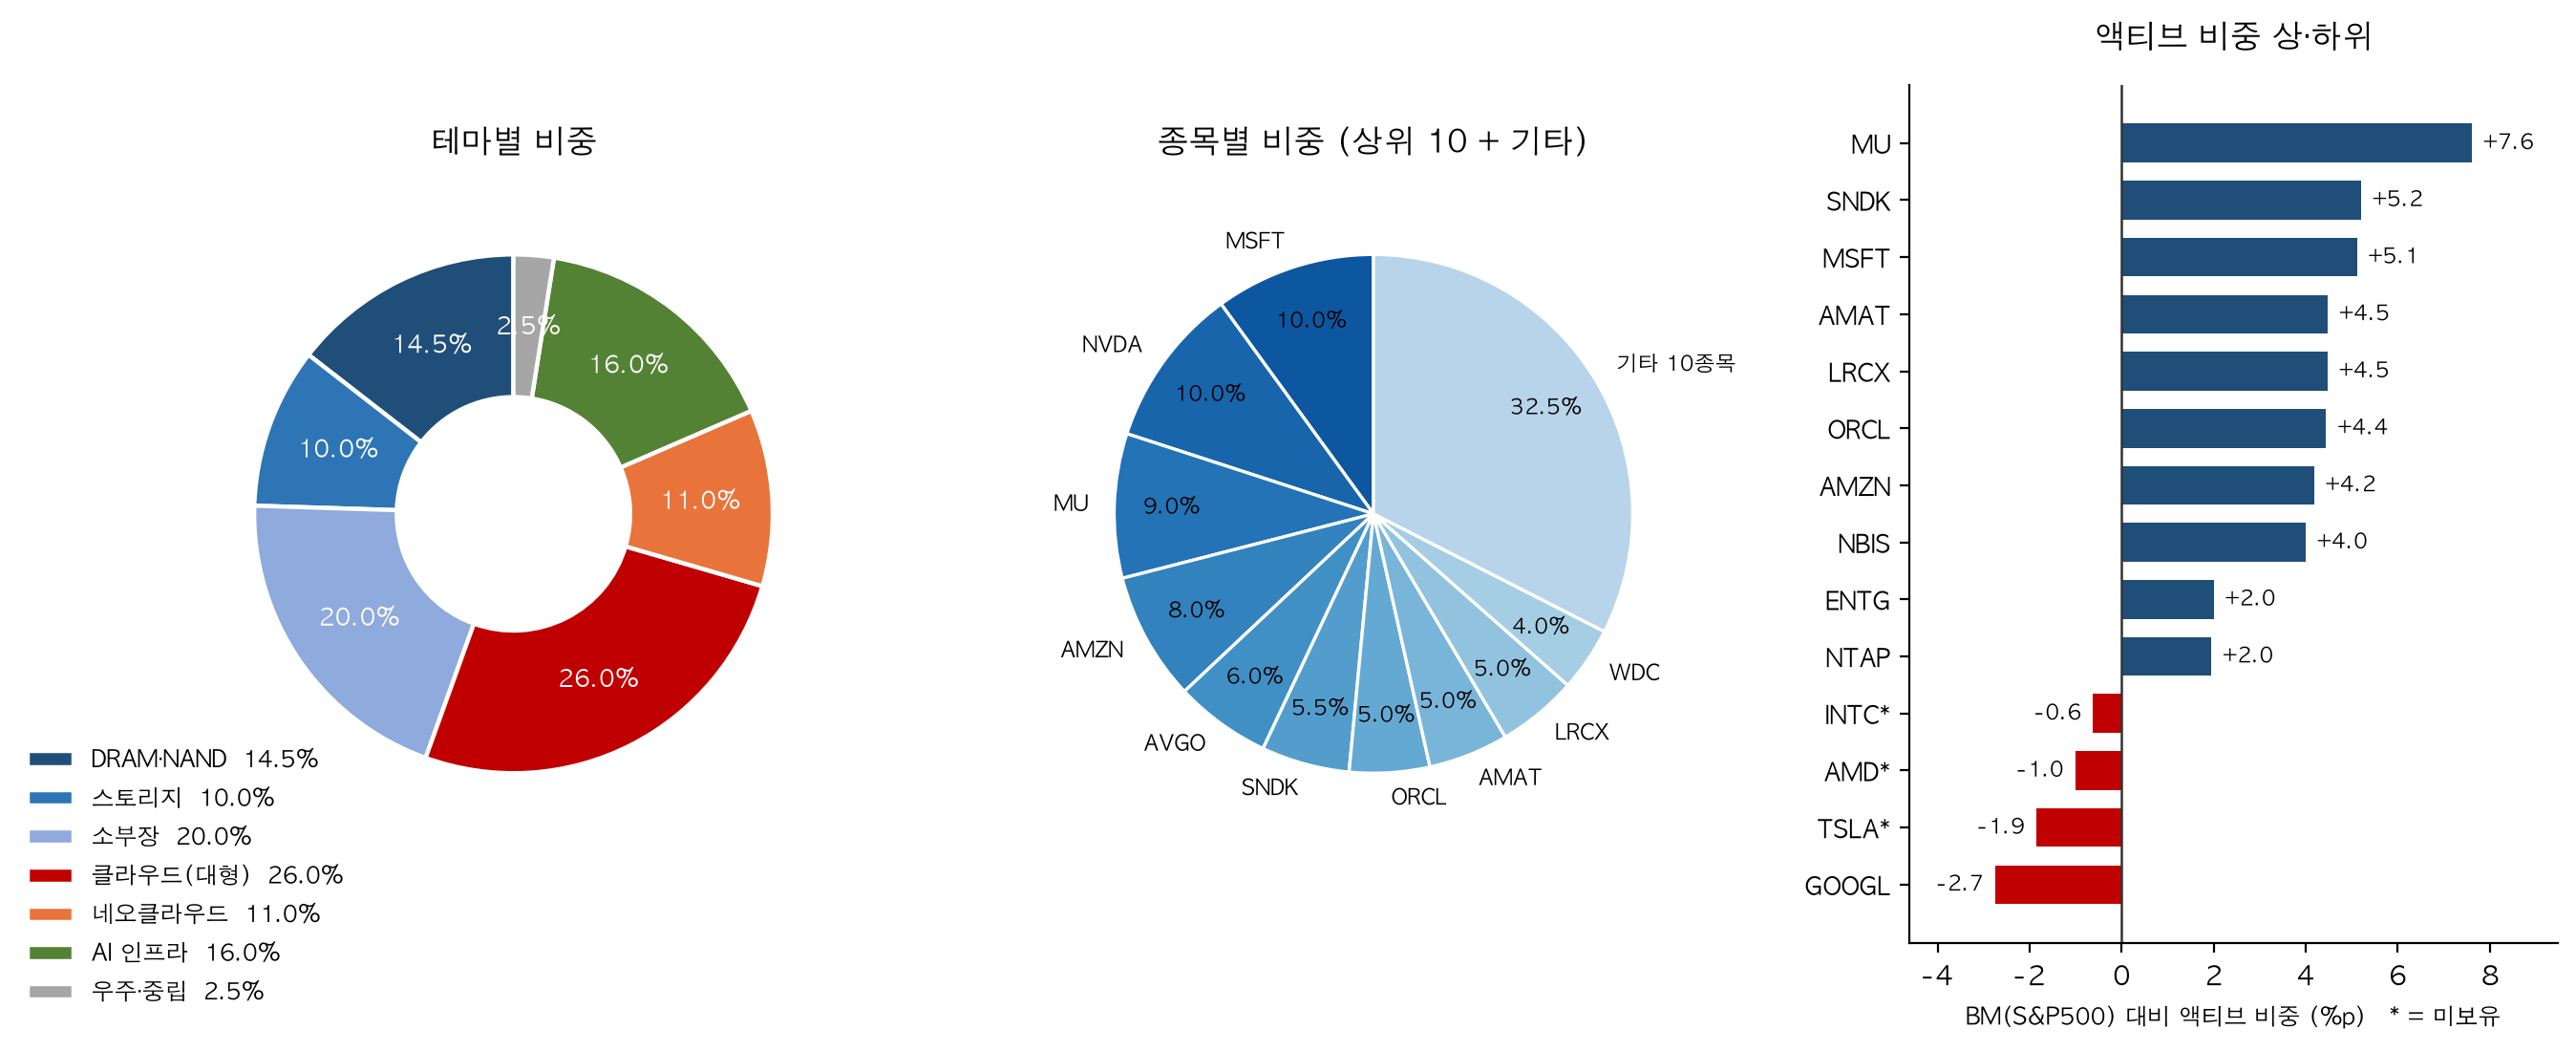 테마별 비중
2.5%
16.0%
14.5%
10.0%
11.0%
20.0%
26.0%
DRAM·NAND 14.5%
스토리지 10.0%
소부장 20.0%
클라우드(대형) 26.0%
네오클라우드 11.0%
AI 인프라 16.0%
우주·중립 2.5%
종목별 비중 (상위 10 + 기타)
MSFT
10.0%
NVDA
10.0%
MU
9.0%
AMZN
8.0%
AVGO
6.0%
SNDK
5.5%
ORCL
5.0%
AMAT
5.0%
LRCX
5.0%
WDC
4.0%
기타 10종목
32.5%
액티브 비중 상·하위
MU +7.6
SNDK +5.2
MSFT +5.1
AMAT +4.5
LRCX +4.5
ORCL +4.4
AMZN +4.2
NBIS +4.0
ENTG +2.0
NTAP +2.0
INTC* -0.6
AMD* -1.0
TSLA* -1.9
GOOGL -2.7
-4 -2 0 2 4 6 8
BM(S&P500) 대비 액티브 비중 (%p) * = 미보유